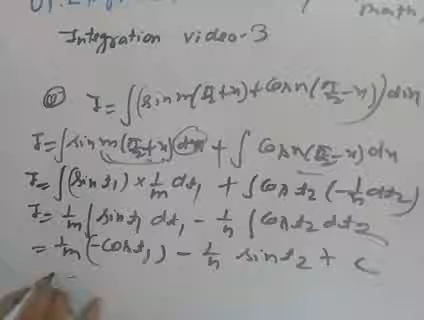 math,
Integration video-3
I = ∫(sin m(π/2+x) + cos n(π/2-x)) dx
I = ∫ sin m(π/2+x) dx + ∫ cos n(π/2-x) dx
I = ∫(sin t₁) × 1/m dt₁ + ∫ cos t₂ (-1/n dt₂)
I = 1/m ∫ sin t₁ dt₁ - 1/n ∫ cos t₂ dt₂
= 1/m (-cos t₁) - 1/n sin t₂ + c
=